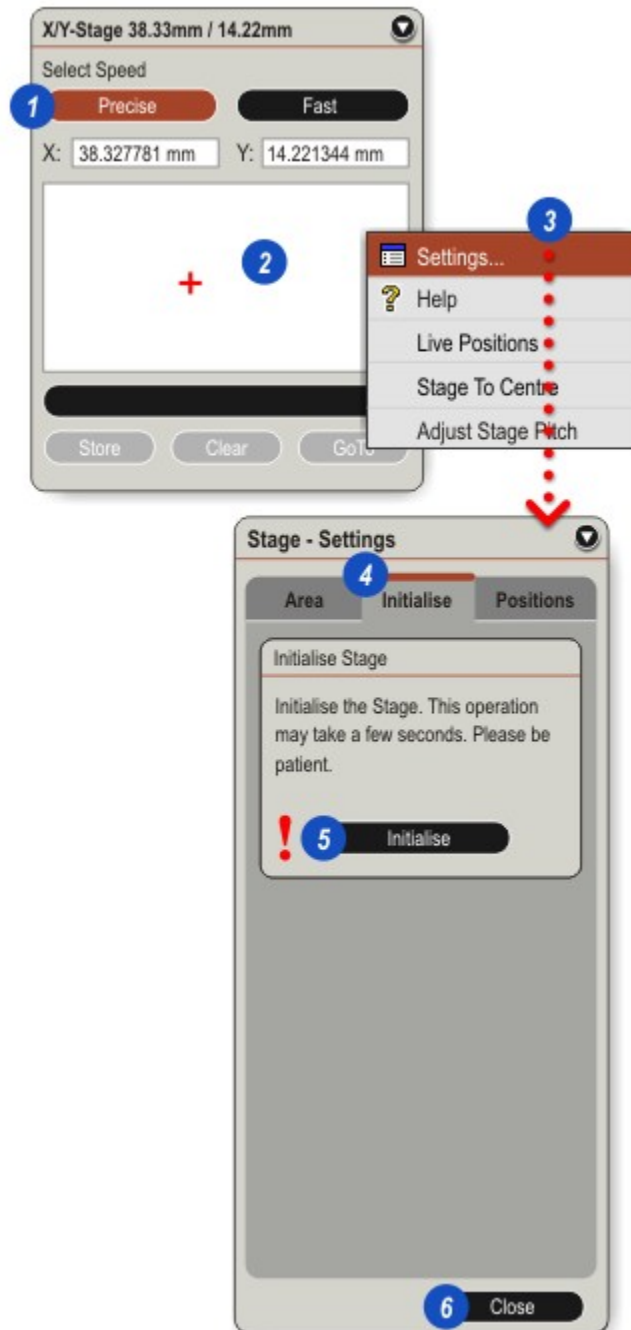 X/Y-Stage 38.33mm / 14.22mm
Select Speed
1 Precise Fast
X: 38.327781 mm Y: 14.221344 mm
2
3
Settings...
? Help
Live Positions
Stage To Centre
Adjust Stage Pitch
Store Clear GoTo
Stage - Settings
4
Area Initialise Positions
Initialise Stage
Initialise the Stage. This operation
may take a few seconds. Please be
patient.
! 5 Initialise
6 Close